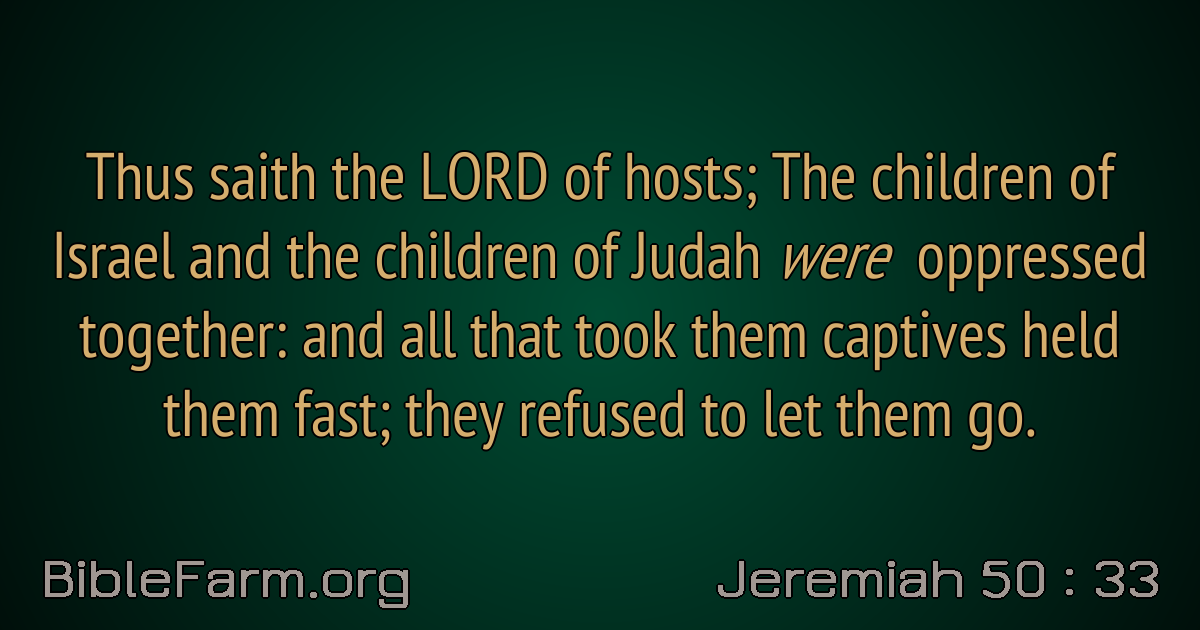 Thus saith the LORD of hosts; The children of
Israel and the children of Judah were oppressed
together: and all that took them captives held
them fast; they refused to let them go.
BibleFarm.org
Jeremiah 50 : 33